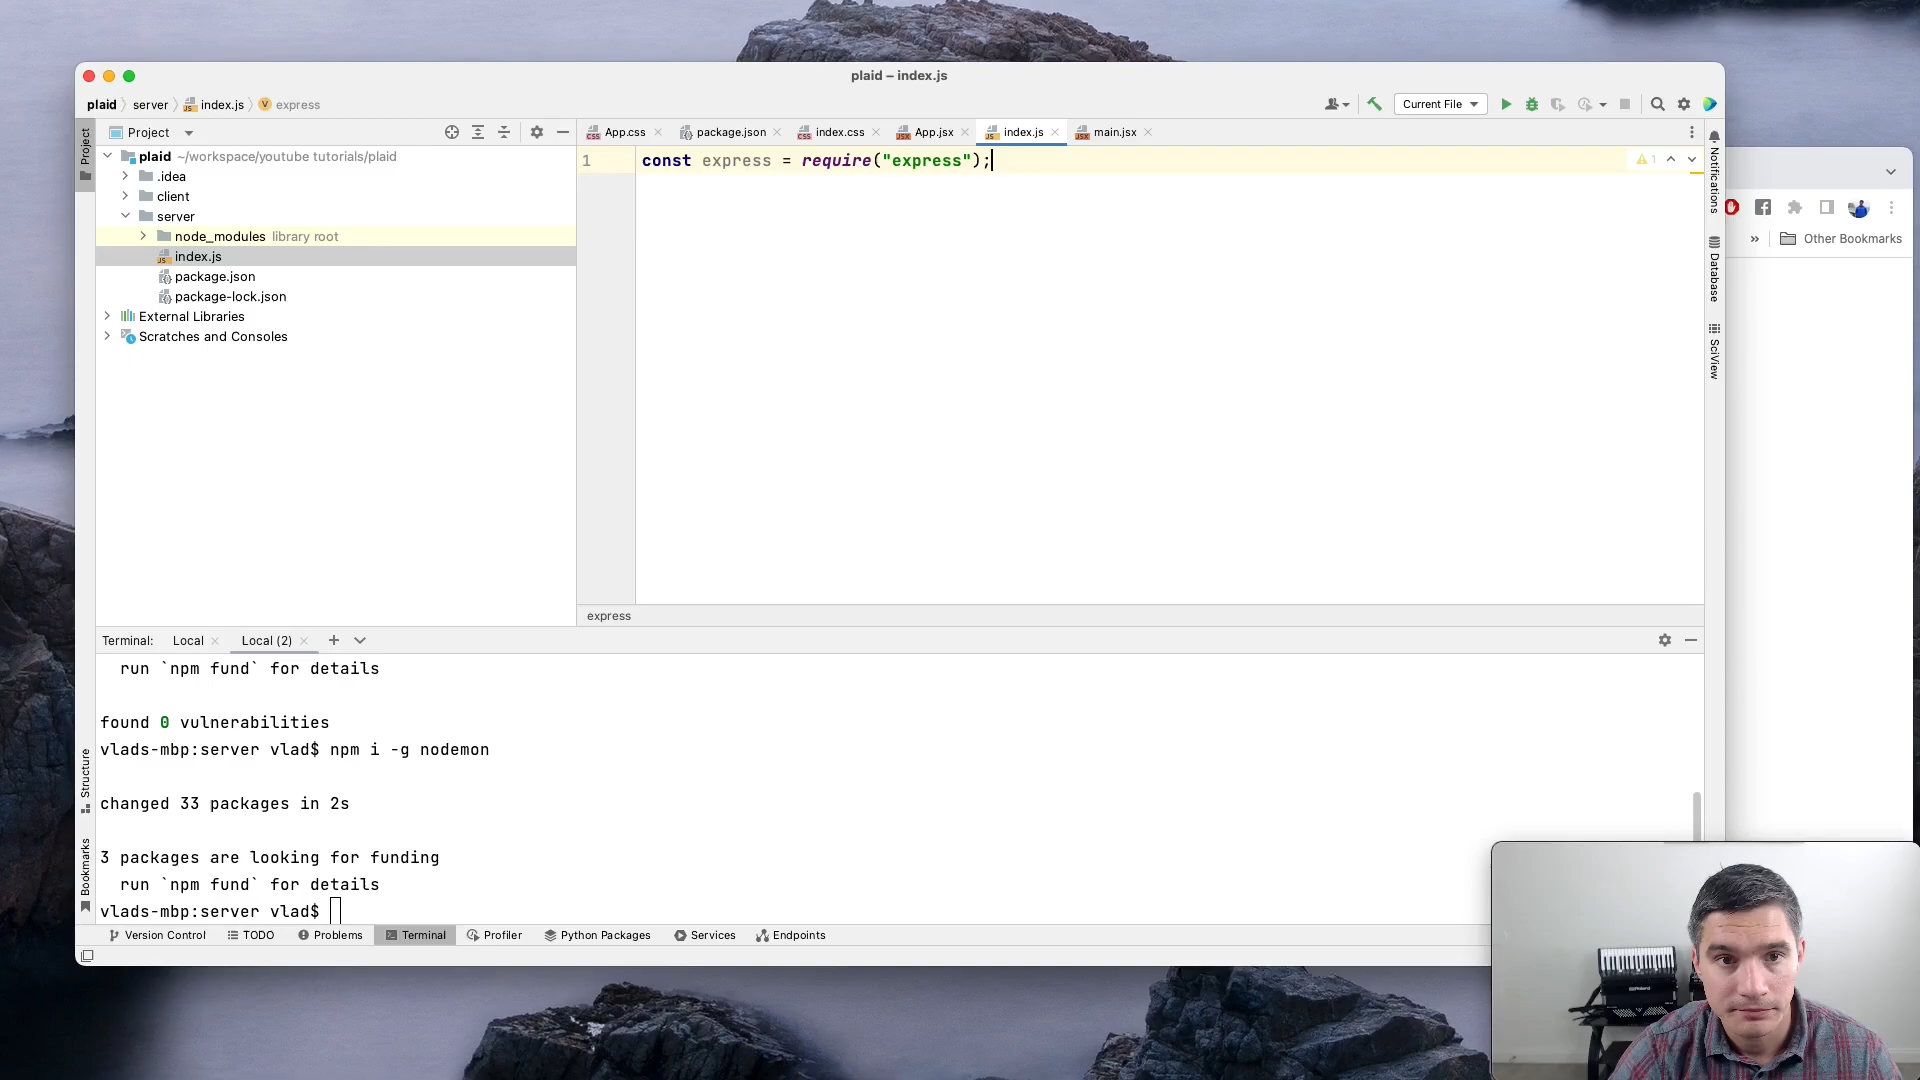 plaid – index.js
plaid server index.js express
Current File
Project
App.css package.json index.css App.jsx index.js main.jsx
Project
plaid ~/workspace/youtube tutorials/plaid
.idea
client
server
node_modules library root
index.js
package.json
package-lock.json
External Libraries
Scratches and Consoles
1 const express = require("express");
1
express
Notifications
Database
SciView
Other Bookmarks
Structure
Bookmarks
Terminal: Local Local (2)
run `npm fund` for details
found 0 vulnerabilities
vlads-mbp:server vlad$ npm i -g nodemon
changed 33 packages in 2s
3 packages are looking for funding
run `npm fund` for details
vlads-mbp:server vlad$
Version Control TODO Problems Terminal Profiler Python Packages Services Endpoints
Roland